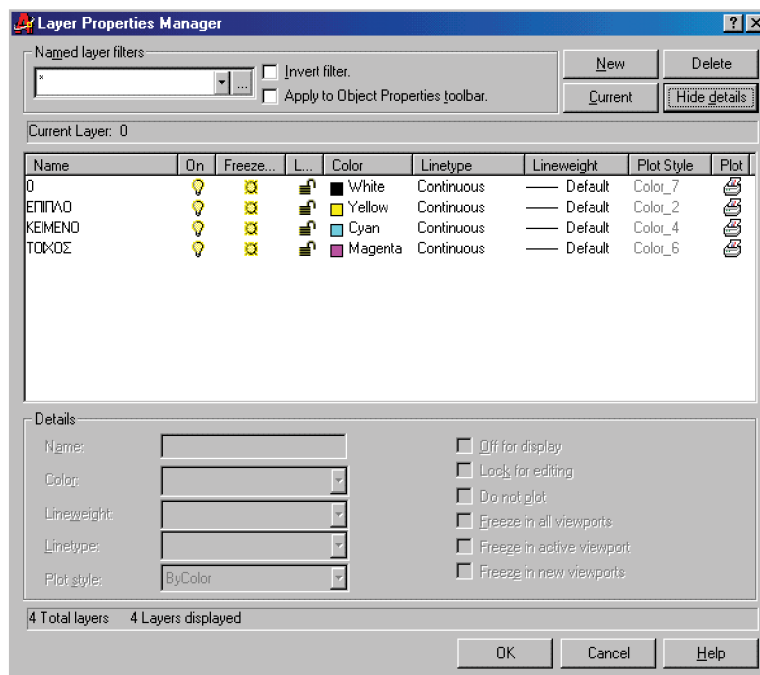 Layer Properties Manager
Named layer filters
*
...
Invert filter.
Apply to Object Properties toolbar.
New
Delete
Current
Hide details
Current Layer: 0
Name On Freeze... L... Color Linetype Lineweight Plot Style Plot
0 White Continuous Default Color_7
ΕΠΙΠΛΟ Yellow Continuous Default Color_2
ΚΕΙΜΕΝΟ Cyan Continuous Default Color_4
ΤΟΙΧΟΣ Magenta Continuous Default Color_6
Details
Name:
Color:
Lineweight:
Linetype:
Plot style: ByColor
Off for display
Lock for editing
Do not plot
Freeze in all viewports
Freeze in active viewport
Freeze in new viewports
4 Total layers 4 Layers displayed
OK
Cancel
Help